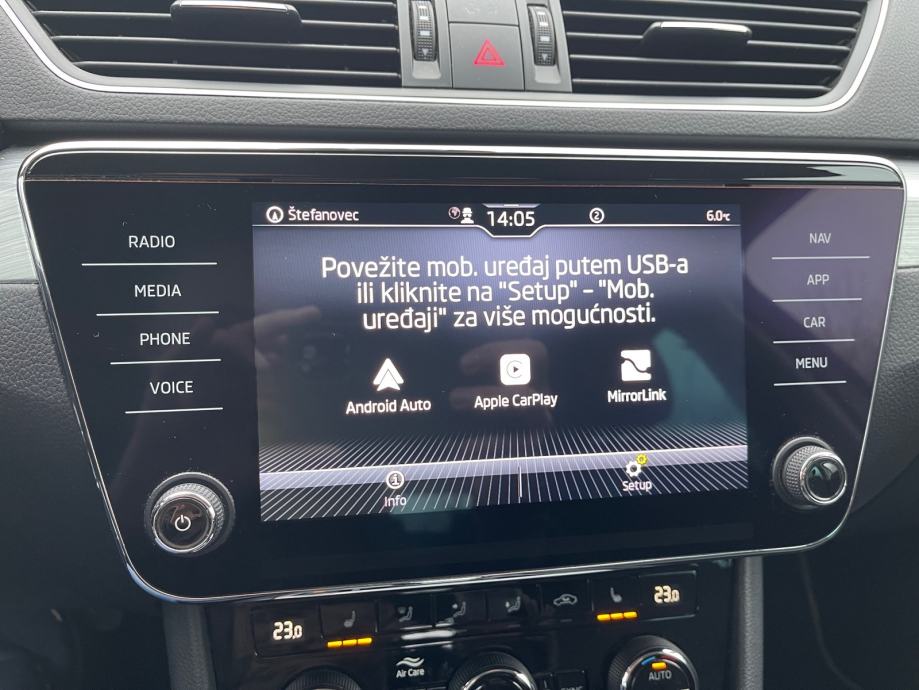 Štefanovec 14:05 2 6.0°C
RADIO
MEDIA
PHONE
VOICE
Povežite mob. uređaj putem USB-a
ili kliknite na "Setup" - "Mob.
uređaji" za više mogućnosti.
Android Auto Apple CarPlay MirrorLink
Info Setup
NAV
APP
CAR
MENU
23.0 23.0
Air Care
AUTO